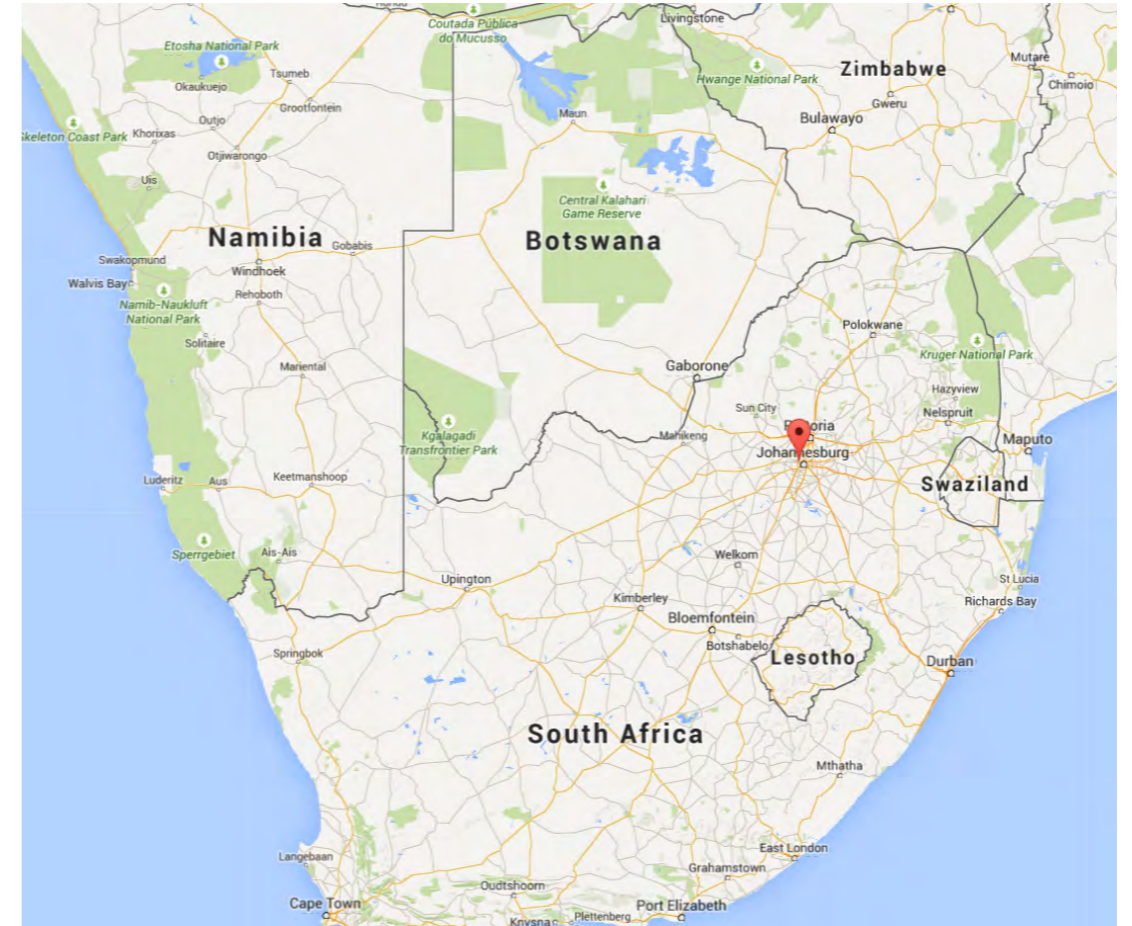 Coutada Pública
do Mucusso
Livingstone
Etosha National Park
Okaukuejo
Tsumeb
Grootfontein
Hwange National Park
Zimbabwe
Mutare
Chimoio
Gweru
Bulawayo
Maun
Outjo
Skeleton Coast Park
Khorixas
Otjiwarongo
Uis
Central Kalahari
Game Reserve
Namibia
Gobabis
Botswana
Swakopmund
Windhoek
Walvis Bay
Rehoboth
Namib-Naukluft
National Park
Solitaire
Mariental
Polokwane
Kruger National Park
Gaborone
Hazyview
Sun City
Nelspruit
Kgalagadi
Transfrontier Park
Mahikeng
Maputo
Johannesburg
Swaziland
Luderitz
Aus
Keetmanshoop
Sperrgebiet
Ais-Ais
Welkom
Upington
St Lucia
Kimberley
Richards Bay
Bloemfontein
Botshabelo
Springbok
Lesotho
Durban
South Africa
Mthatha
Langebaan
East London
Grahamstown
Oudtshoorn
Cape Town
Port Elizabeth
Knysna
Plettenberg